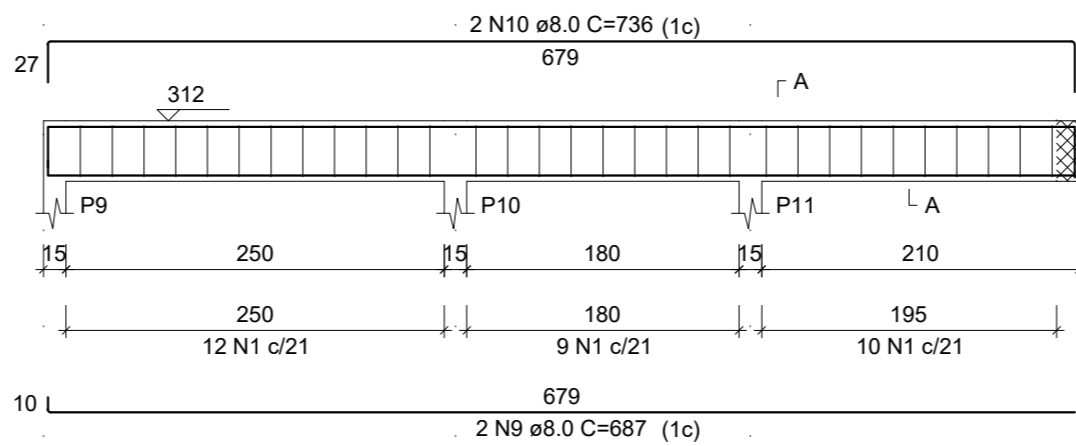 2 N10 ø8.0 C=736 (1c)
27
679
A
312
P9
P10
P11
A
15
250
15
180
15
210
250
180
195
12 N1 c/21
9 N1 c/21
10 N1 c/21
10
679
2 N9 ø8.0 C=687 (1c)